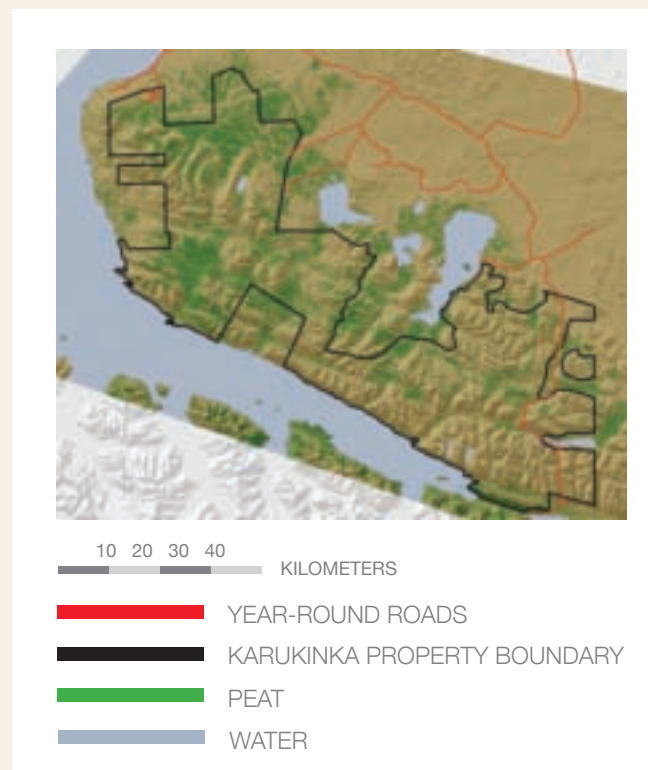 10 20 30 40
KILOMETERS
YEAR-ROUND ROADS
KARUKINKA PROPERTY BOUNDARY
PEAT
WATER